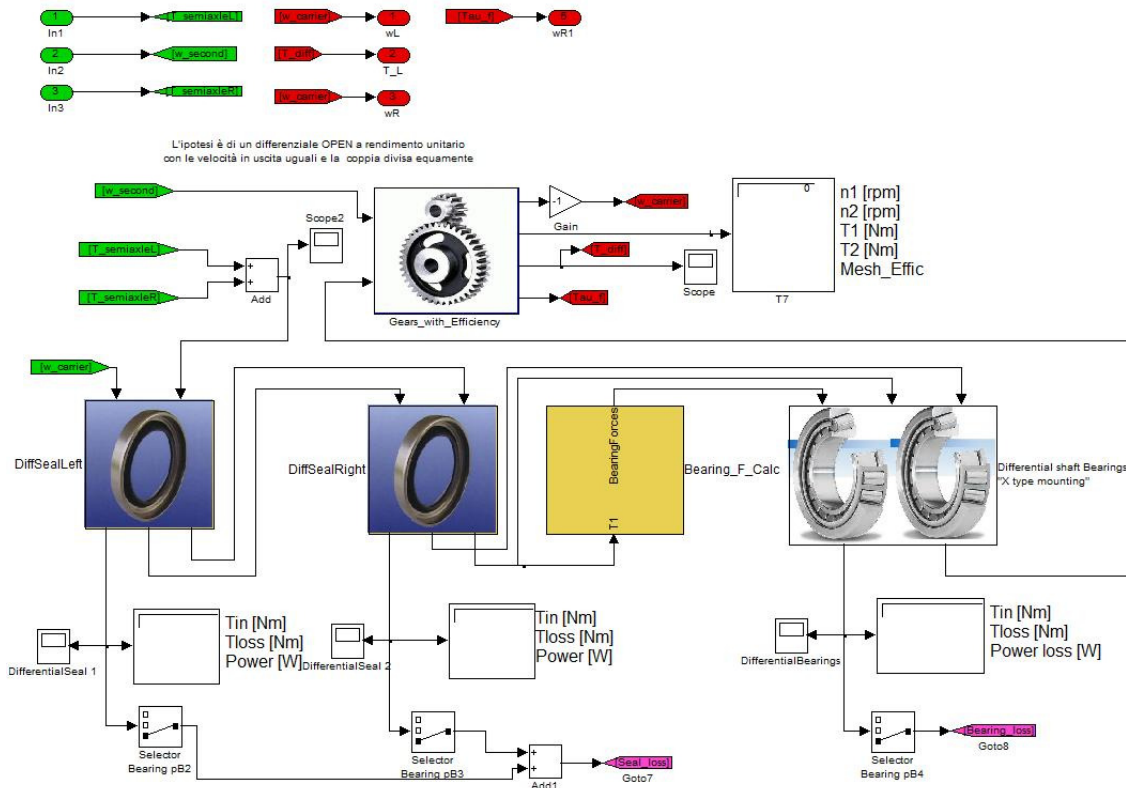 1
[T_semiaxleL]
[w_carrier]
1
[Tau_f]
5
In1
wL
wR1
2
[w_second]
[T_diff]
2
In2
T_L
3
[w_carrier]
3
In3
wR
L'ipotesi è di un differenziale OPEN a rendimento unitario
con le velocità in uscita uguali e la coppia divisa equamente
[w_second]
Scope2
-1
Gain
[w_carrier]
0
n1 [rpm]
n2 [rpm]
T1 [Nm]
T2 [Nm]
Mesh_Effic
[T_semiaxleL]
[T_semiaxleR]
+
+
Add
[T_diff]
Scope
[Tau_f]
T7
Gears_with_Efficiency
[w_carrier]
DiffSealLeft
DiffSealRight
BearingForces
T1
Bearing_F_Calc
Differential shaft Bearings
"X type mounting"
Tin [Nm]
Tloss [Nm]
Power [W]
DifferentialSeal 1
Tin [Nm]
Tloss [Nm]
Power [W]
DifferentialSeal 2
Tin [Nm]
Tloss [Nm]
Power loss [W]
DifferentialBearings
Selector
Bearing pB2
Selector
Bearing pB3
+
+
Add1
[Seal_loss]
Goto7
Selector
Bearing pB4
[Bearing_loss]
Goto8